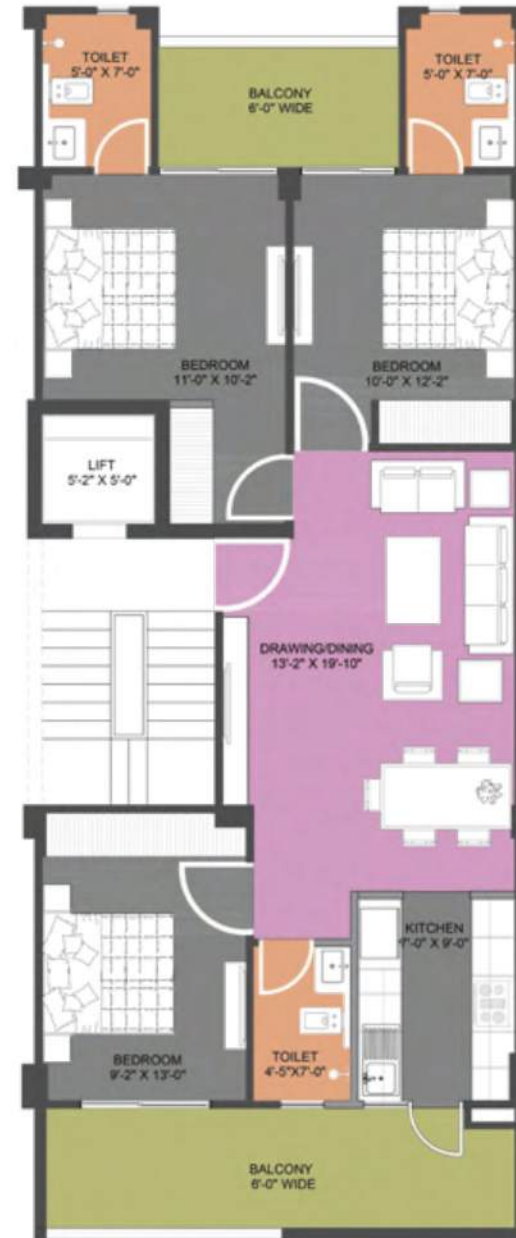 TOILET
5'-0" X 7'-0"
BALCONY
6'-0" WIDE
TOILET
5'-0" X 7'-0"
BEDROOM
11'-0" X 10'-2"
BEDROOM
10'-0" X 12'-2"
LIFT
5'-2" X 5'-0"
DRAWING/DINING
13'-2" X 19'-10"
KITCHEN
7'-0" X 9'-0"
BEDROOM
9'-2" X 13'-0"
TOILET
4'-5"X7'-0"
BALCONY
6'-0" WIDE